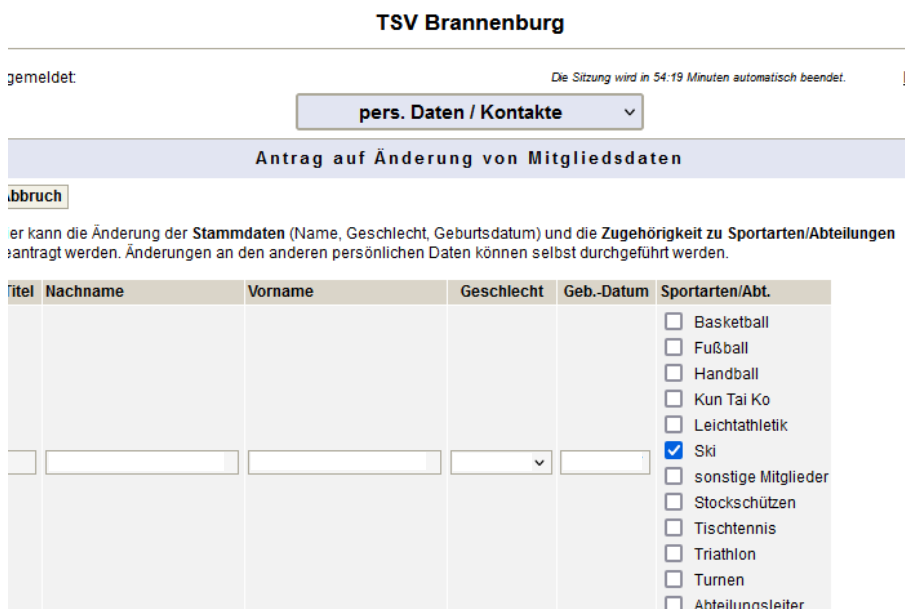 TSV Brannenburg
gemeldet:
Die Sitzung wird in 54:19 Minuten automatisch beendet.
pers. Daten / Kontakte
Antrag auf Änderung von Mitgliedsdaten
Abbruch
er kann die Änderung der Stammdaten (Name, Geschlecht, Geburtsdatum) und die Zugehörigkeit zu Sportarten/Abteilungen
eantragt werden. Änderungen an den anderen persönlichen Daten können selbst durchgeführt werden.
Titel Nachname Vorname Geschlecht Geb.-Datum Sportarten/Abt.
Basketball
Fußball
Handball
Kun Tai Ko
Leichtathletik
Ski
sonstige Mitglieder
Stockschützen
Tischtennis
Triathlon
Turnen
Abteilungsleiter